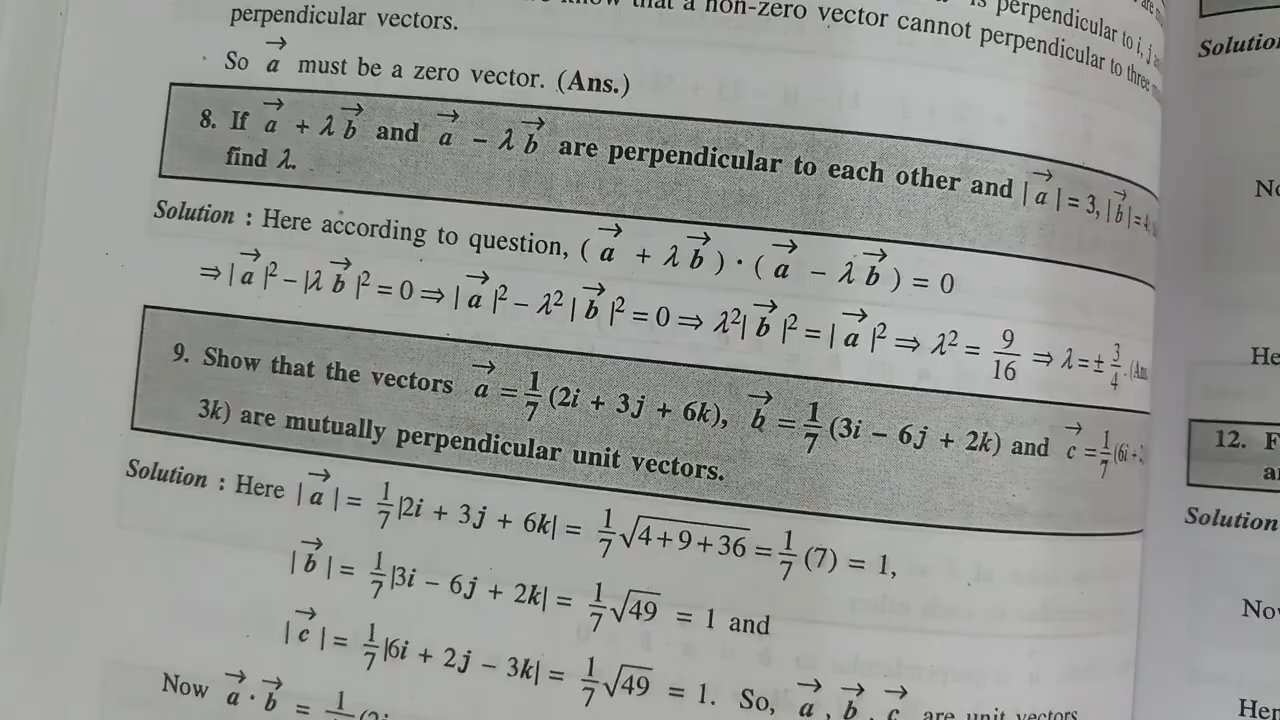 know that a non-zero vector cannot perpendicular to three
is perpendicular to i, j
perpendicular vectors.
So →a must be a zero vector. (Ans.)
8. If →a + λ→b and →a − λ→b are perpendicular to each other and |→a| = 3, |→b| = 4,
find λ.
Solution : Here according to question, (→a + λ→b) · (→a − λ→b) = 0
⇒ |→a|² − |λ→b|² = 0 ⇒ |→a|² − λ²|→b|² = 0 ⇒ λ²|→b|² = |→a|² ⇒ λ² = 9/16 ⇒ λ = ± 3/4. (Ans
9. Show that the vectors →a = 1/7 (2i + 3j + 6k), →b = 1/7 (3i − 6j + 2k) and →c = 1/7 (6i +
3k) are mutually perpendicular unit vectors.
Solution : Here |→a| = 1/7 |2i + 3j + 6k| = 1/7 √(4+9+36) = 1/7 (7) = 1,
|→b| = 1/7 |3i − 6j + 2k| = 1/7 √49 = 1 and
|→c| = 1/7 |6i + 2j − 3k| = 1/7 √49 = 1. So, →a, →b, →c are unit vectors
Now →a · →b = 1/7 (2i
Solution
No
He
12. F
a
Solution
Nov
Her